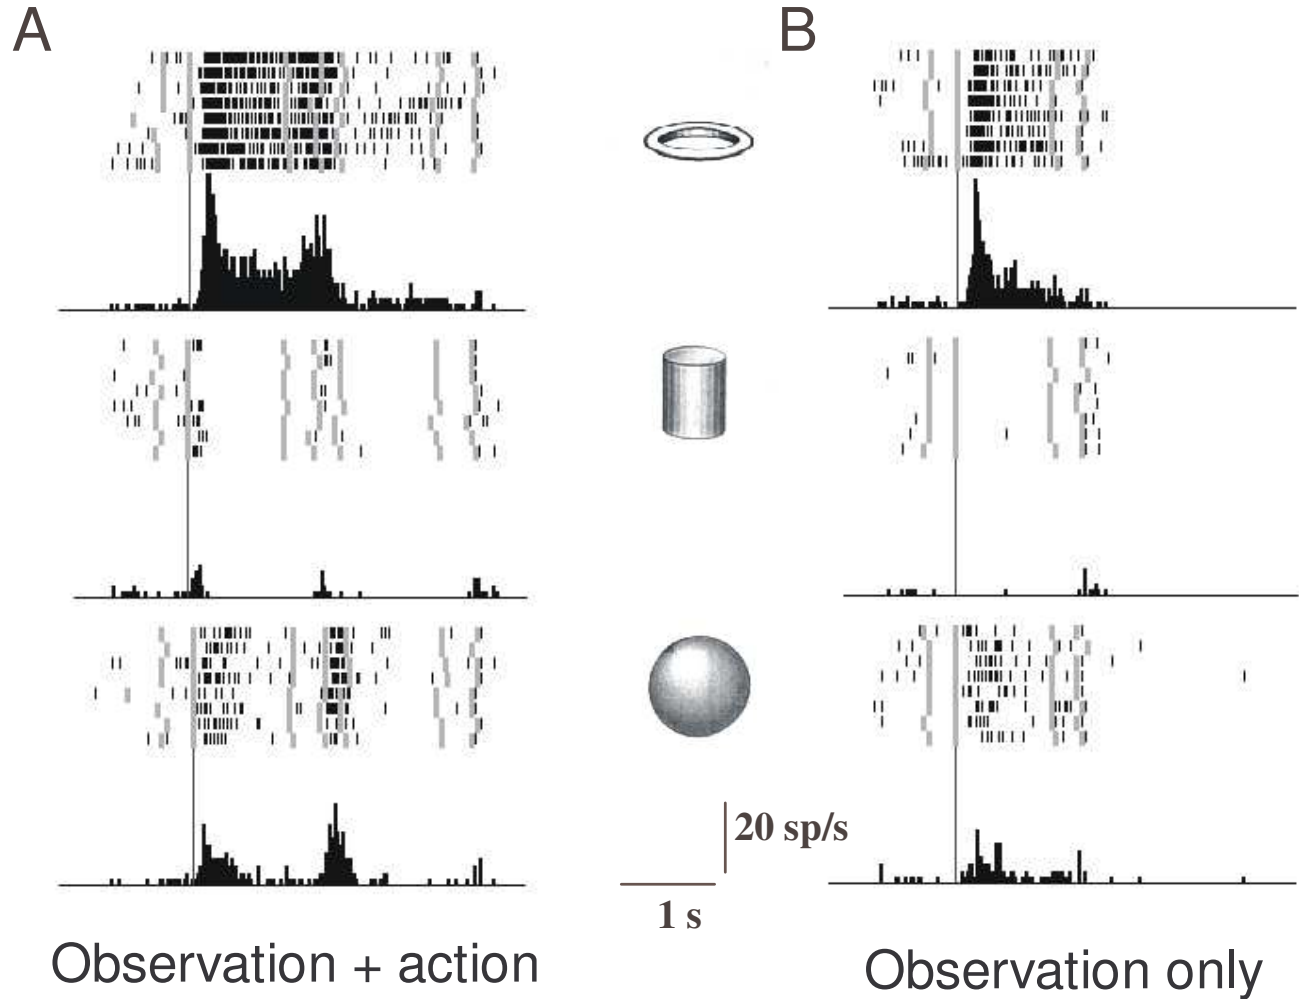 A
B
20 sp/s
1 s
Observation + action
Observation only